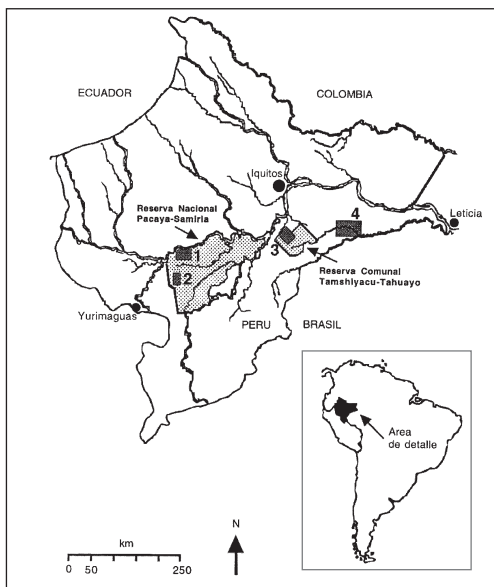 ECUADOR
COLOMBIA
Iquitos
Reserva Nacional
Pacaya-Samiria
4
Leticia
1
3
2
Reserva Comunal
Tamshiyacu-Tahuayo
Yurimaguas
PERU
BRASIL
Area
de detalle
N
km
0 50 250